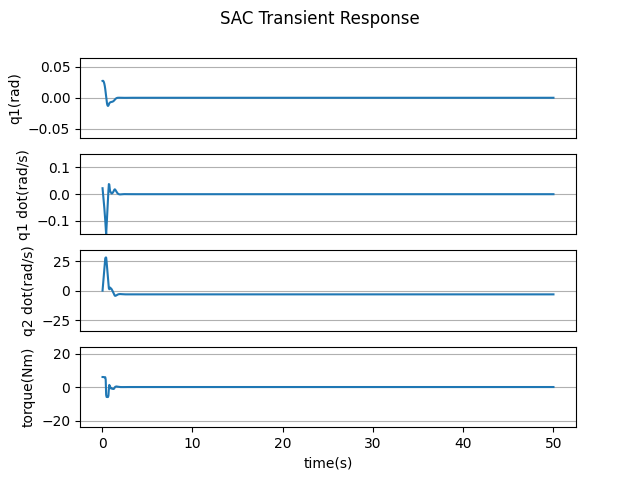 SAC Transient Response
q1(rad)
0.05
0.00
−0.05
q1 dot(rad/s)
0.1
0.0
−0.1
q2 dot(rad/s)
25
0
−25
torque(Nm)
20
0
−20
0 10 20 30 40 50
time(s)